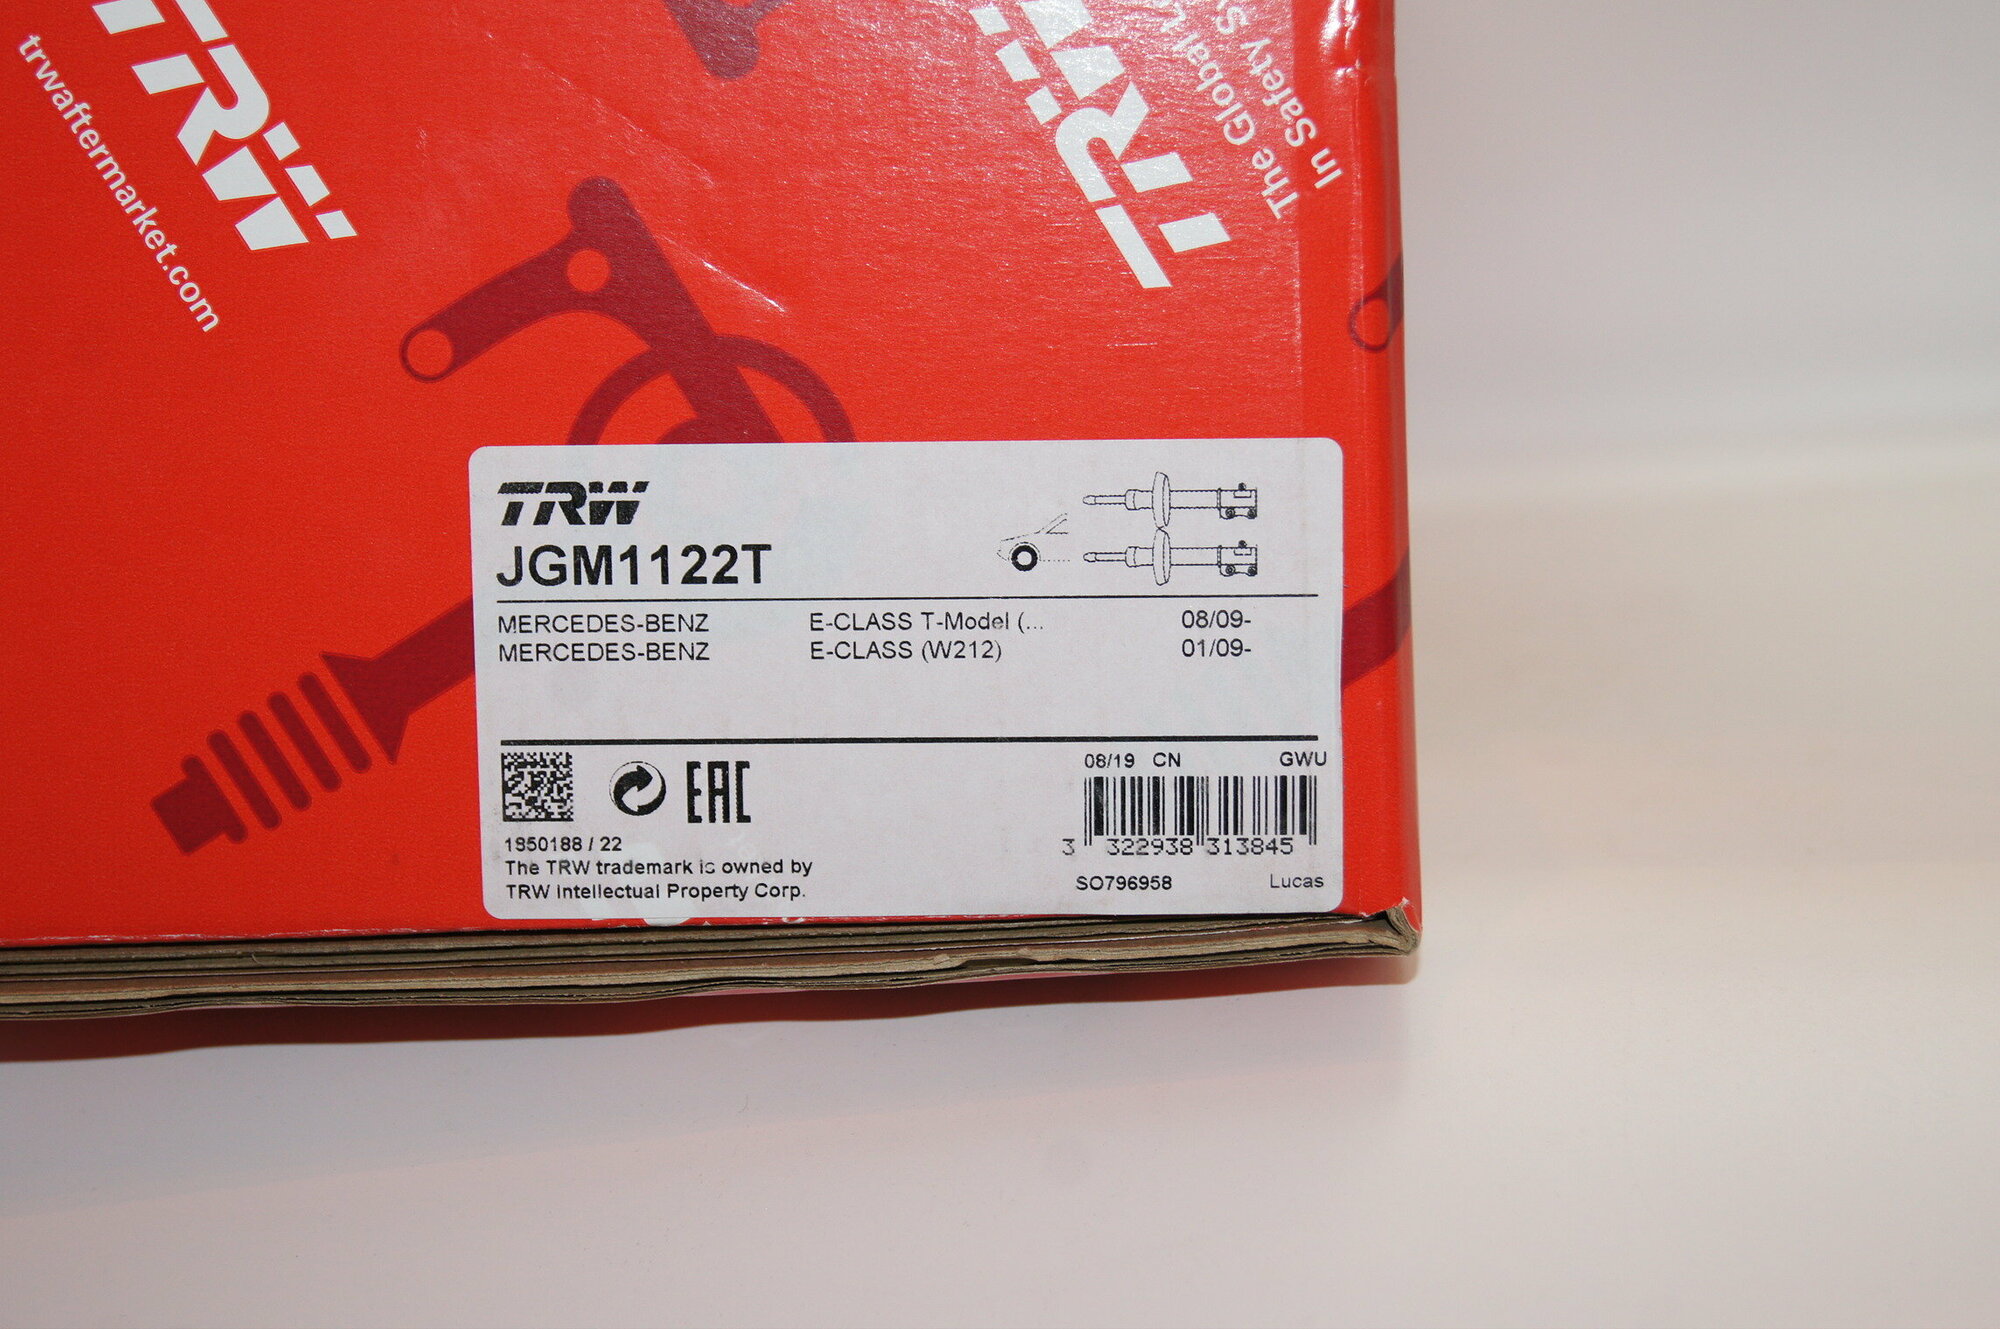 TRW
trwaftermarket.com
TRW
The Global
In Safety
TRW
JGM1122T
MERCEDES-BENZ E-CLASS T-Model (... 08/09-
MERCEDES-BENZ E-CLASS (W212) 01/09-
08/19 CN GWU
EAC
3 322938 313845
1850188 / 22
The TRW trademark is owned by
TRW Intellectual Property Corp.
SO796958 Lucas